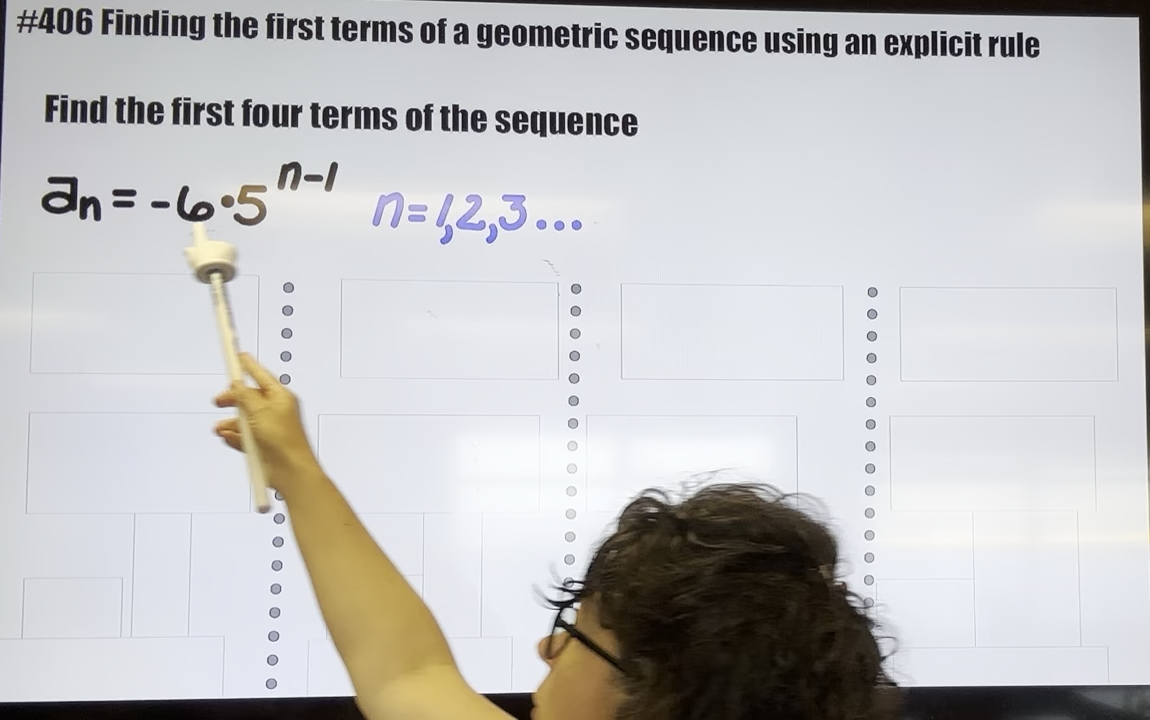 #406 Finding the first terms of a geometric sequence using an explicit rule
Find the first four terms of the sequence
an = -6•5^n-1 n=1,2,3...